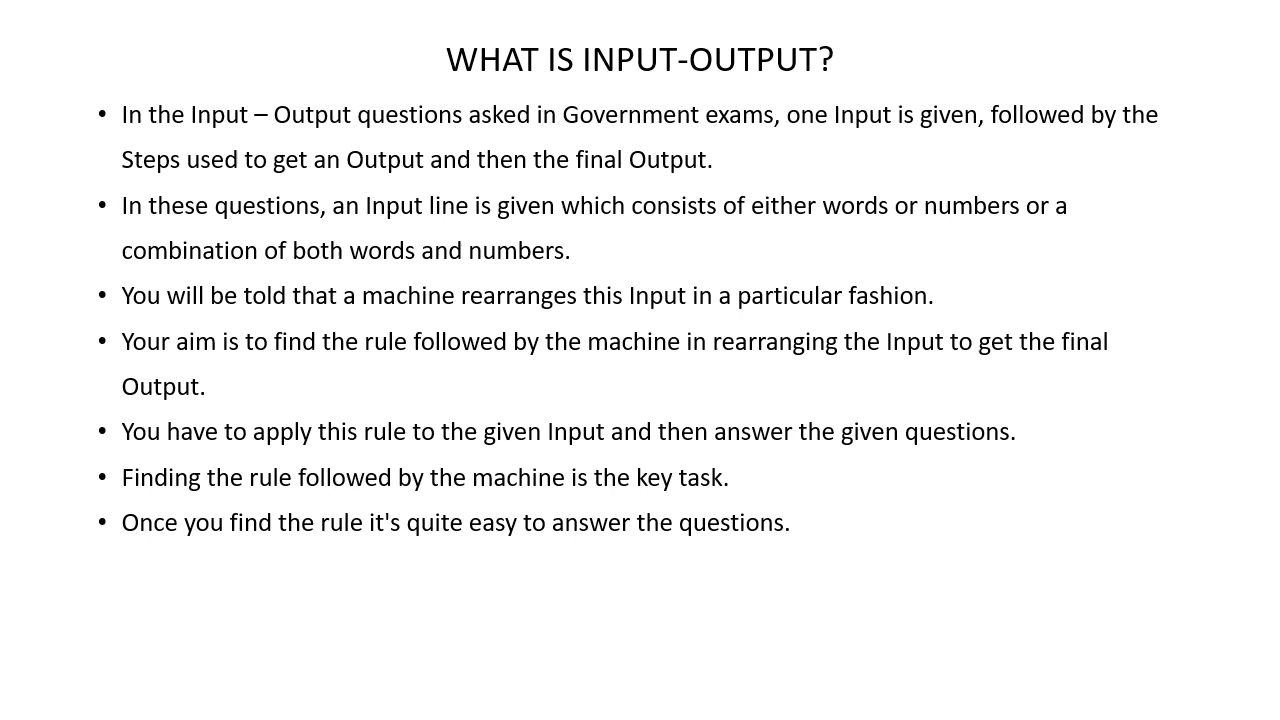 WHAT IS INPUT-OUTPUT?
• In the Input – Output questions asked in Government exams, one Input is given, followed by the
Steps used to get an Output and then the final Output.
• In these questions, an Input line is given which consists of either words or numbers or a
combination of both words and numbers.
• You will be told that a machine rearranges this Input in a particular fashion.
• Your aim is to find the rule followed by the machine in rearranging the Input to get the final
Output.
• You have to apply this rule to the given Input and then answer the given questions.
• Finding the rule followed by the machine is the key task.
• Once you find the rule it's quite easy to answer the questions.